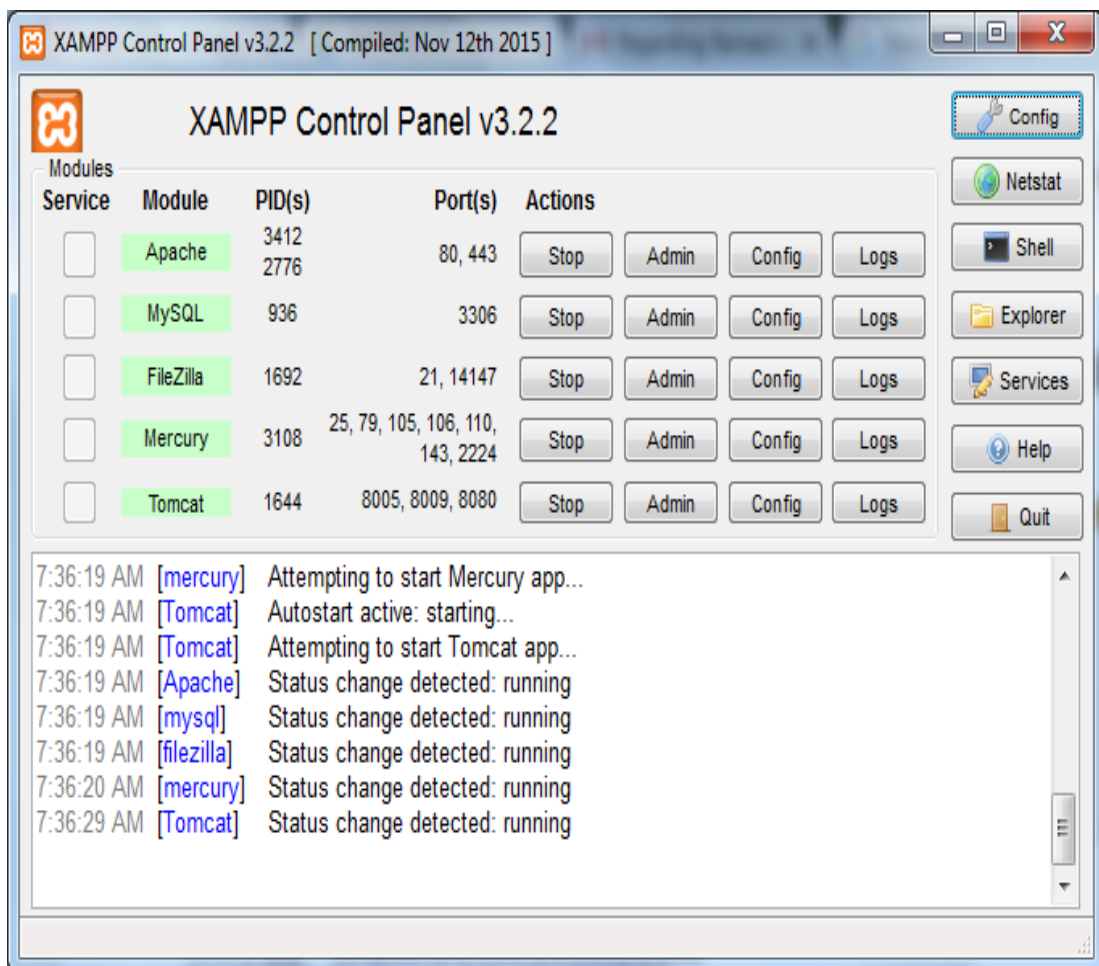 XAMPP Control Panel v3.2.2 [ Compiled: Nov 12th 2015 ]
XAMPP Control Panel v3.2.2
Config
Modules
Netstat
Service Module PID(s) Port(s) Actions
Apache 3412 2776 80, 443 Stop Admin Config Logs
Shell
MySQL 936 3306 Stop Admin Config Logs
Explorer
FileZilla 1692 21, 14147 Stop Admin Config Logs
Services
Mercury 3108 25, 79, 105, 106, 110, 143, 2224 Stop Admin Config Logs
Help
Tomcat 1644 8005, 8009, 8080 Stop Admin Config Logs
Quit
7:36:19 AM [mercury] Attempting to start Mercury app...
7:36:19 AM [Tomcat] Autostart active: starting...
7:36:19 AM [Tomcat] Attempting to start Tomcat app...
7:36:19 AM [Apache] Status change detected: running
7:36:19 AM [mysql] Status change detected: running
7:36:19 AM [filezilla] Status change detected: running
7:36:20 AM [mercury] Status change detected: running
7:36:29 AM [Tomcat] Status change detected: running